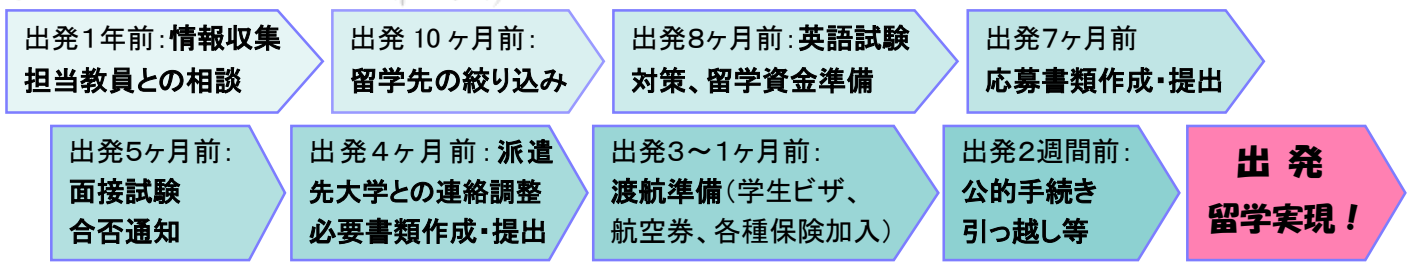 出発1年前：情報収集
担当教員との相談
出発 10 ヶ月前：
留学先の絞り込み
出発８ヶ月前：英語試験
対策、留学資金準備
出発７ヶ月前
応募書類作成・提出
出発５ヶ月前：
面接試験
合否通知
出発４ヶ月前：派遣
先大学との連絡調整
必要書類作成・提出
出発３～１ヶ月前：
渡航準備（学生ビザ、
航空券、各種保険加入）
出発２週間前：
公的手続き
引っ越し等
出 発
留学実現！